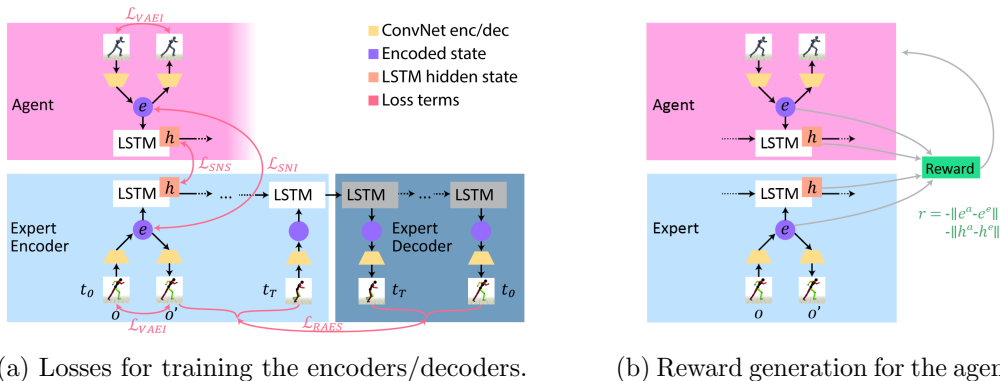 ℒ_VAEI
ConvNet enc/dec
Encoded state
LSTM hidden state
Loss terms
Agent
e
LSTM h
ℒ_SNS
ℒ_SNI
LSTM h
... LSTM
LSTM ... LSTM
Expert
Encoder
e
Expert
Decoder
t_0
t_T
t_T
t_0
o o'
ℒ_VAEI
ℒ_RAES
(a) Losses for training the encoders/decoders.
Agent
e
LSTM h
Reward
LSTM h
r = -‖e^a-e^e‖
-‖h^a-h^e‖
Expert
e
o o'
(b) Reward generation for the agen